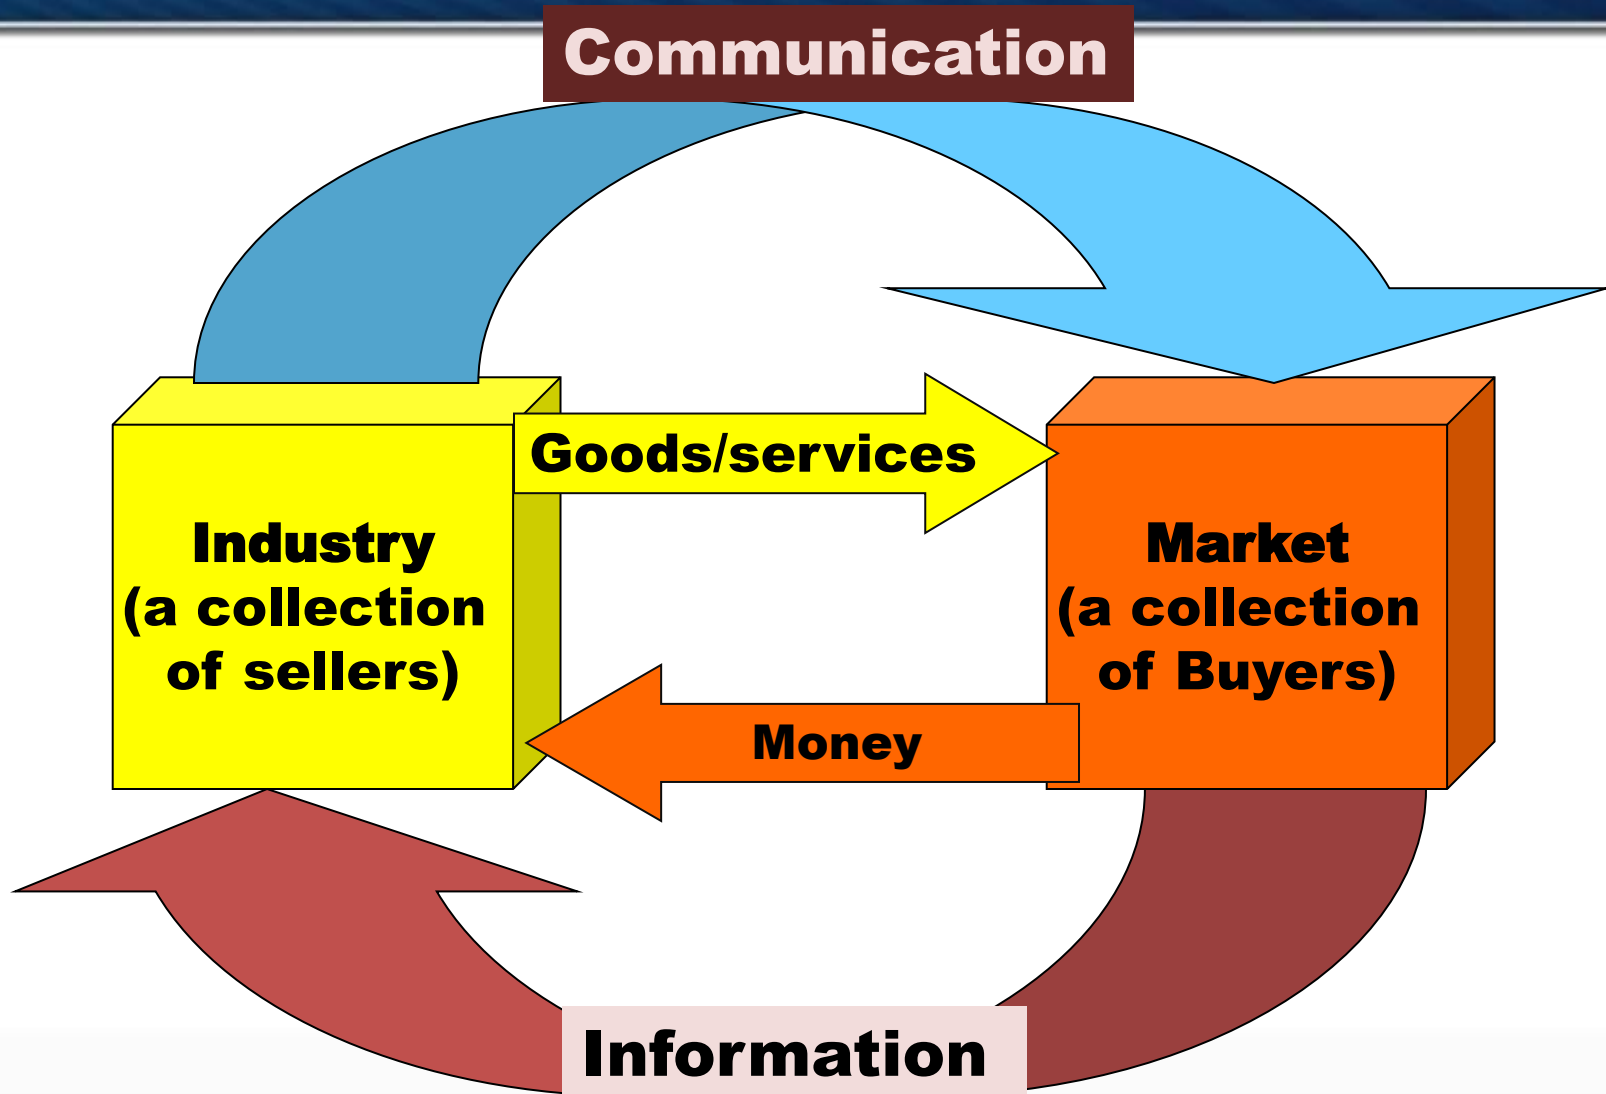 Communication
Goods/services
Industry
(a collection
of sellers)
Market
(a collection
of Buyers)
Money
Information